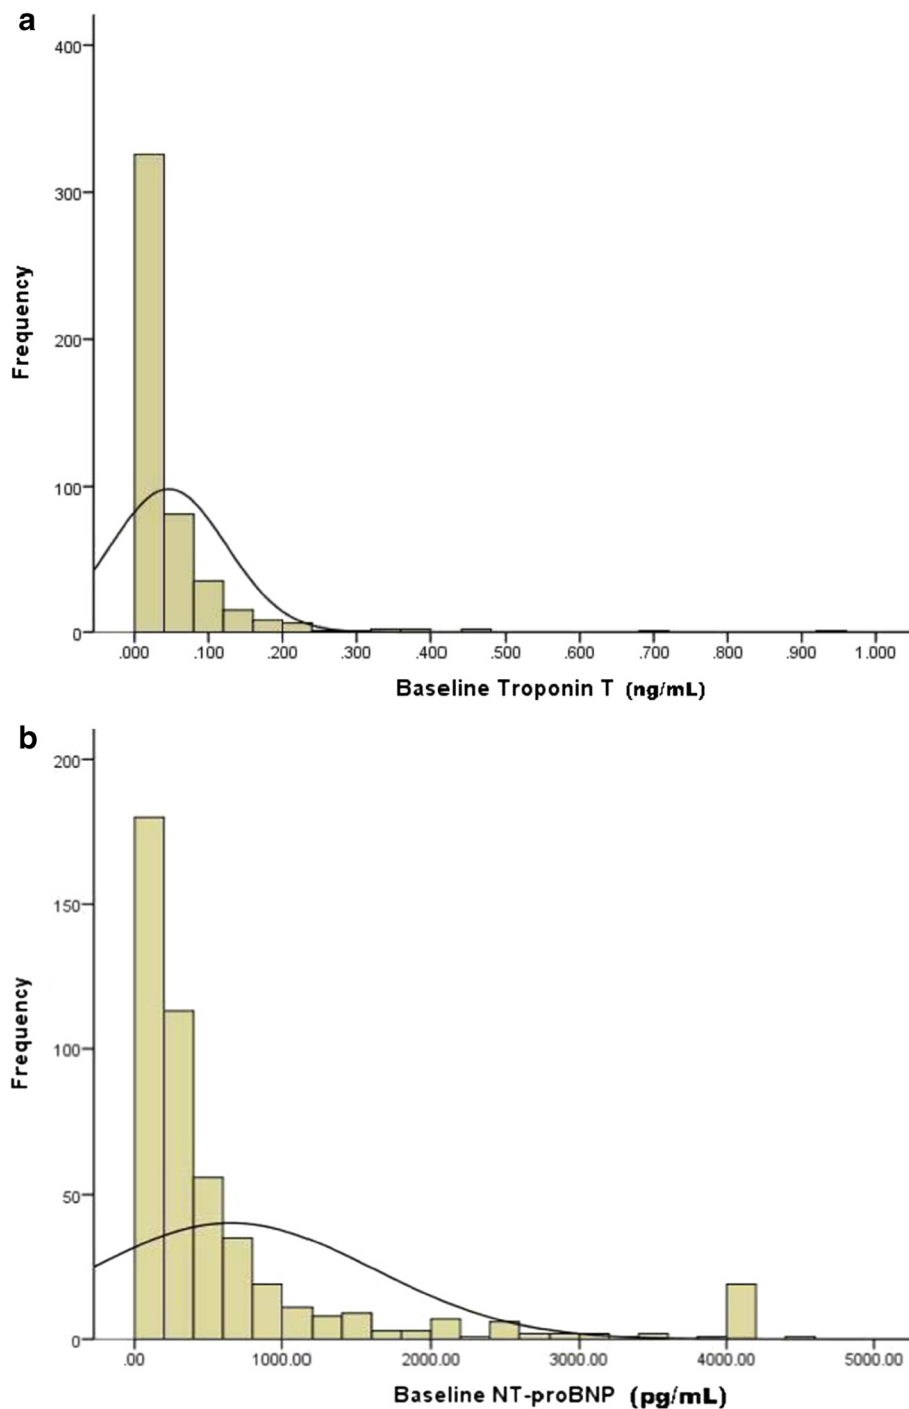 a
400
300
200
100
0
Frequency
.000 .100 .200 .300 .400 .500 .600 .700 .800 .900 1.000
Baseline Troponin T (ng/mL)
b
200
150
100
50
0
Frequency
.00 1000.00 2000.00 3000.00 4000.00 5000.00
Baseline NT-proBNP (pg/mL)